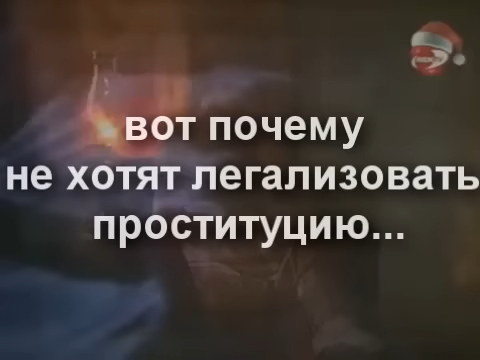 вот почему
не хотят легализовать
проституцию...